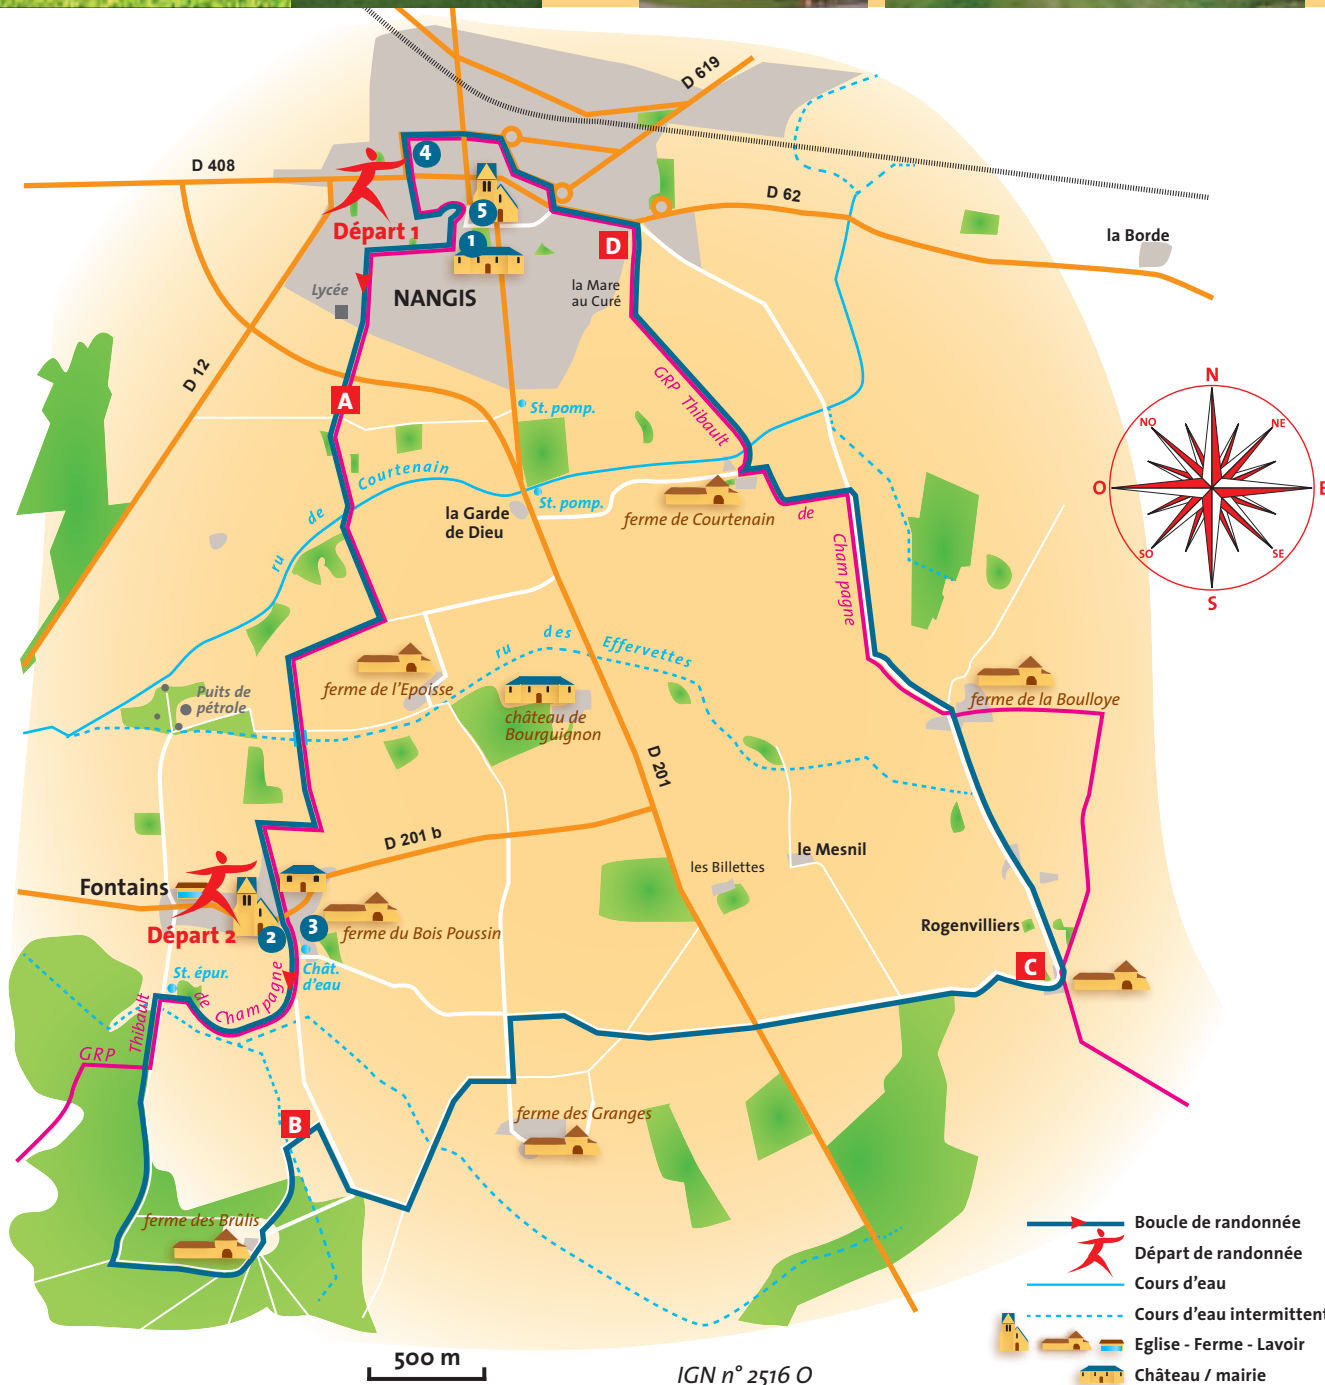 D 619
D 408
4
D 62
Départ 1
5
1
D
la Borde
Lycée
NANGIS
la Mare
au Curé
D 12
A
GRP Thibault
St. pomp.
N
NO
NE
O
E
SO
SE
S
ru de Courtenain
St. pomp.
la Garde
de Dieu
ferme de Courtenain
de
Champagne
ru des Effervettes
ferme de l'Epoisse
Puits de
pétrole
château de
Bourguignon
ferme de la Boulloye
D 201
D 201 b
le Mesnil
les Billettes
Fontains
Départ 2
2
3
ferme du Bois Poussin
Rogenvilliers
C
St. épur.
Chât.
d'eau
GRP Thibault
de Champagne
B
ferme des Granges
ferme des Brûlis
Boucle de randonnée
Départ de randonnée
Cours d'eau
Cours d'eau intermittent
Eglise - Ferme - Lavoir
Château / mairie
500 m
IGN n° 2516 O